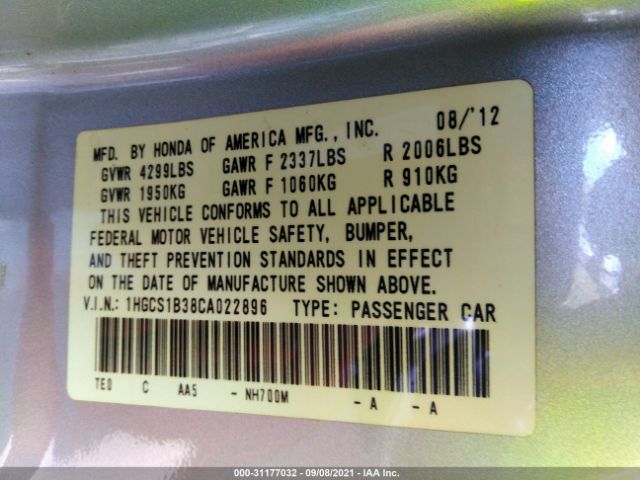 MFD. BY HONDA OF AMERICA MFG., INC. 08/'12
GVWR 4299LBS GAWR F 2337LBS R 2006LBS
GVWR 1950KG GAWR F 1060KG R 910KG
THIS VEHICLE CONFORMS TO ALL APPLICABLE
FEDERAL MOTOR VEHICLE SAFETY, BUMPER,
AND THEFT PREVENTION STANDARDS IN EFFECT
ON THE DATE OF MANUFACTURE SHOWN ABOVE.
V.I.N.: 1HGCS1B38CA022896 TYPE: PASSENGER CAR
TE0 C AA5 - NH700M - A - A
000-31177032 - 09/08/2021 - IAA Inc.